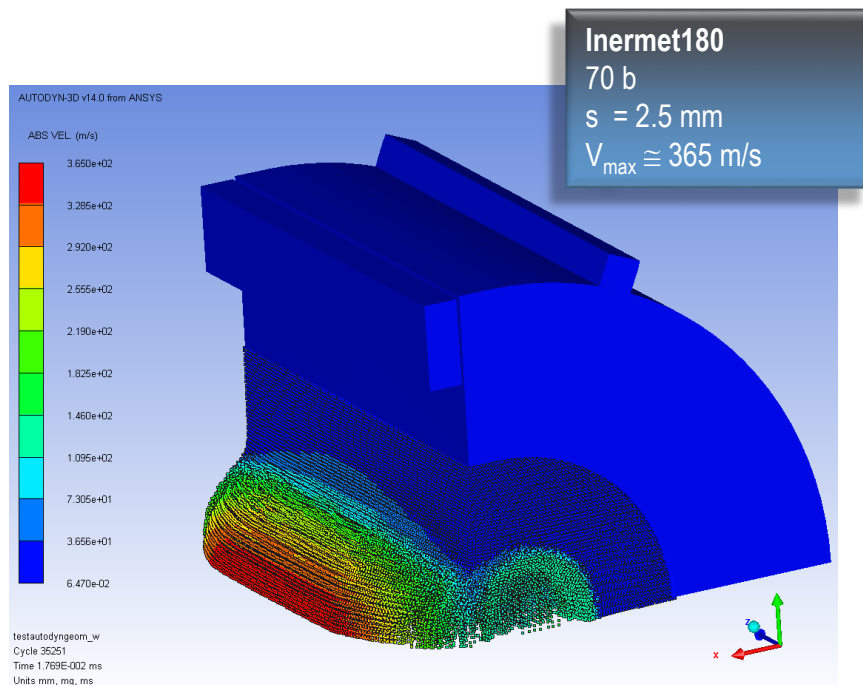 Inermet180
70 b
s = 2.5 mm
Vmax ≅ 365 m/s
AUTODYN-3D v14.0 from ANSYS
ABS.VEL. (m/s)
3.650e+02
3.285e+02
2.920e+02
2.555e+02
2.190e+02
1.825e+02
1.460e+02
1.095e+02
7.305e+01
3.656e+01
6.470e-02
testautodyngeom_w
Cycle 35251
Time 1.769E-002 ms
Units mm, mg, ms
z
x